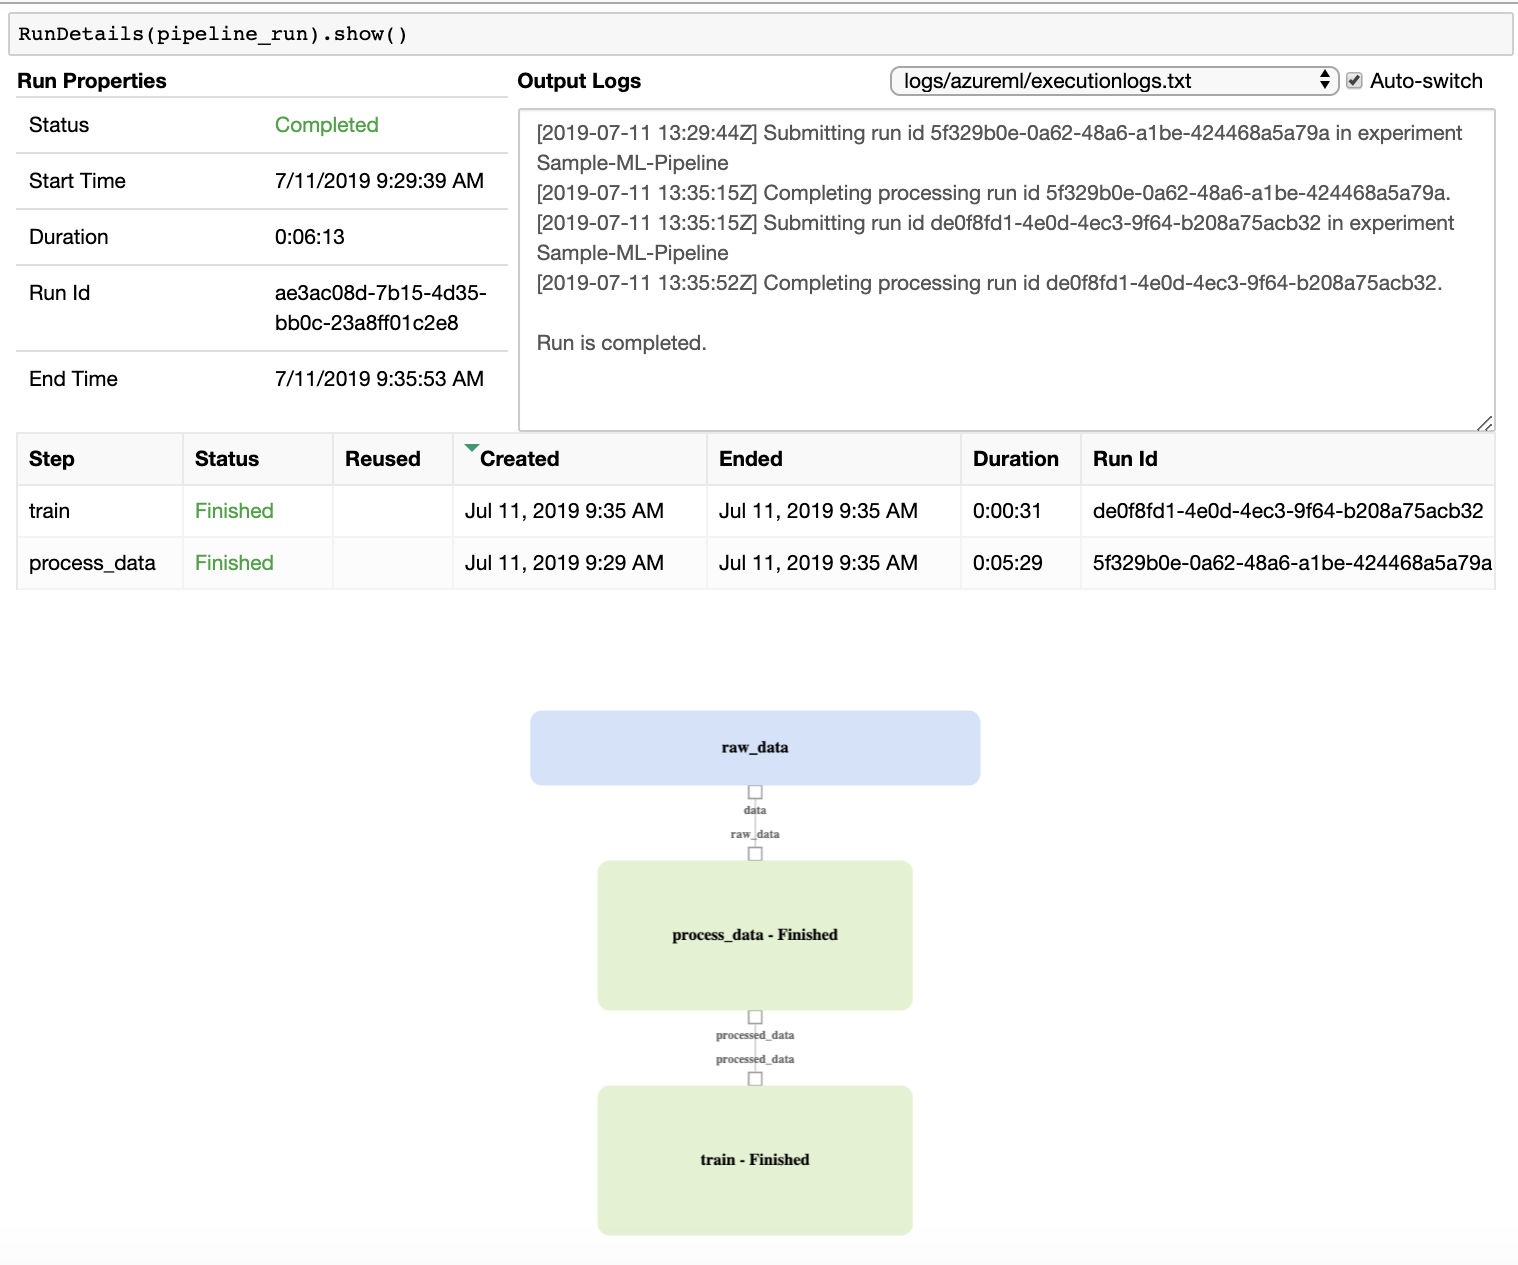 RunDetails(pipeline_run).show()
Run Properties
Status Completed
Start Time 7/11/2019 9:29:39 AM
Duration 0:06:13
Run Id ae3ac08d-7b15-4d35-
bb0c-23a8ff01c2e8
End Time 7/11/2019 9:35:53 AM
Output Logs logs/azureml/executionlogs.txt Auto-switch
[2019-07-11 13:29:44Z] Submitting run id 5f329b0e-0a62-48a6-a1be-424468a5a79a in experiment
Sample-ML-Pipeline
[2019-07-11 13:35:15Z] Completing processing run id 5f329b0e-0a62-48a6-a1be-424468a5a79a.
[2019-07-11 13:35:15Z] Submitting run id de0f8fd1-4e0d-4ec3-9f64-b208a75acb32 in experiment
Sample-ML-Pipeline
[2019-07-11 13:35:52Z] Completing processing run id de0f8fd1-4e0d-4ec3-9f64-b208a75acb32.
Run is completed.
Step Status Reused Created Ended Duration Run Id
train Finished Jul 11, 2019 9:35 AM Jul 11, 2019 9:35 AM 0:00:31 de0f8fd1-4e0d-4ec3-9f64-b208a75acb32
process_data Finished Jul 11, 2019 9:29 AM Jul 11, 2019 9:35 AM 0:05:29 5f329b0e-0a62-48a6-a1be-424468a5a79a
raw_data
data
raw_data
process_data - Finished
processed_data
processed_data
train - Finished